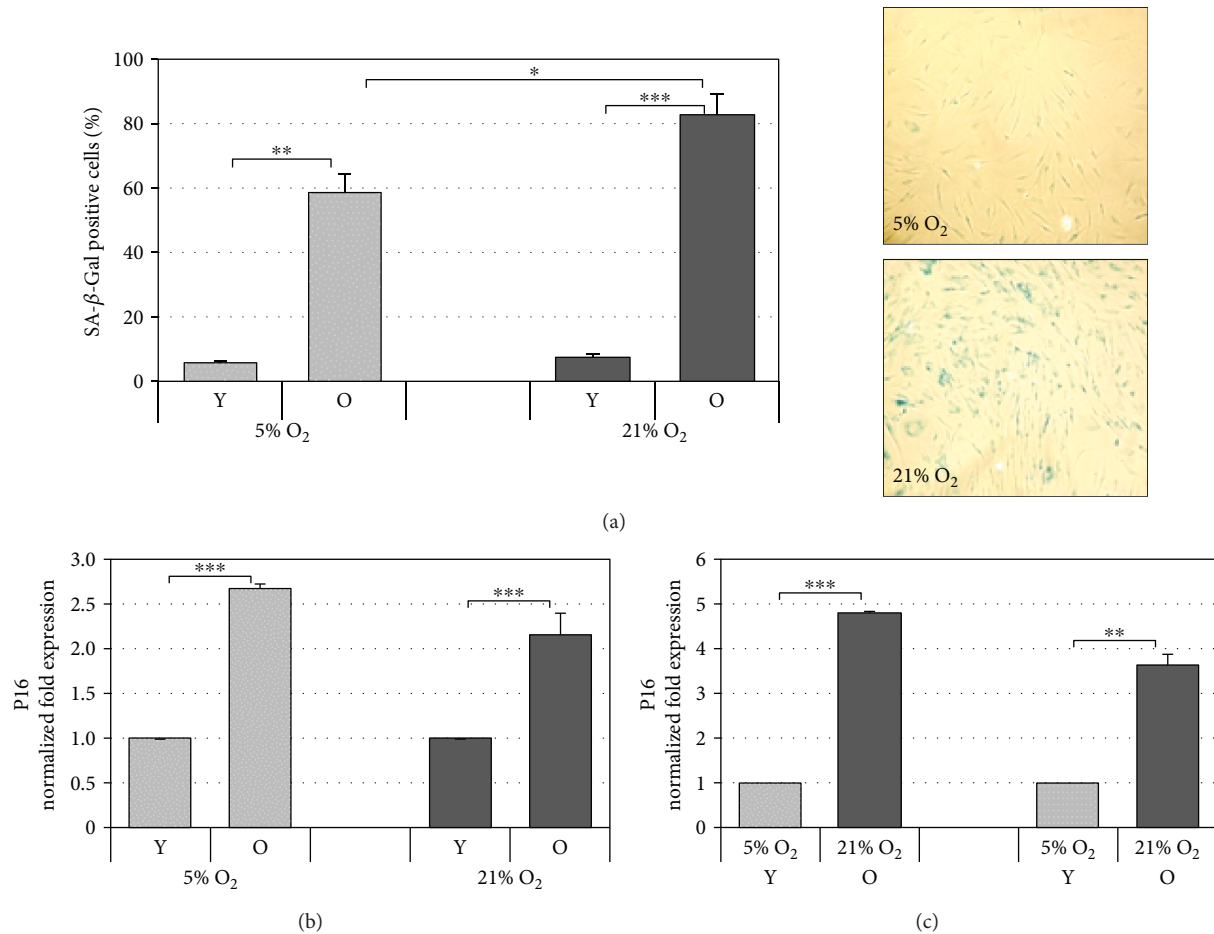 100
80
60
40
20
0
SA-β-Gal positive cells (%)
*
**
***
Y O Y O
5% O₂ 21% O₂
5% O₂
21% O₂
(a)
3.0
2.5
2.0
1.5
1.0
0.5
0
P16
normalized fold expression
*** ***
Y O Y O
5% O₂ 21% O₂
(b)
6
5
4
3
2
1
0
P16
normalized fold expression
*** **
5% O₂ 21% O₂ 5% O₂ 21% O₂
Y O Y O
(c)